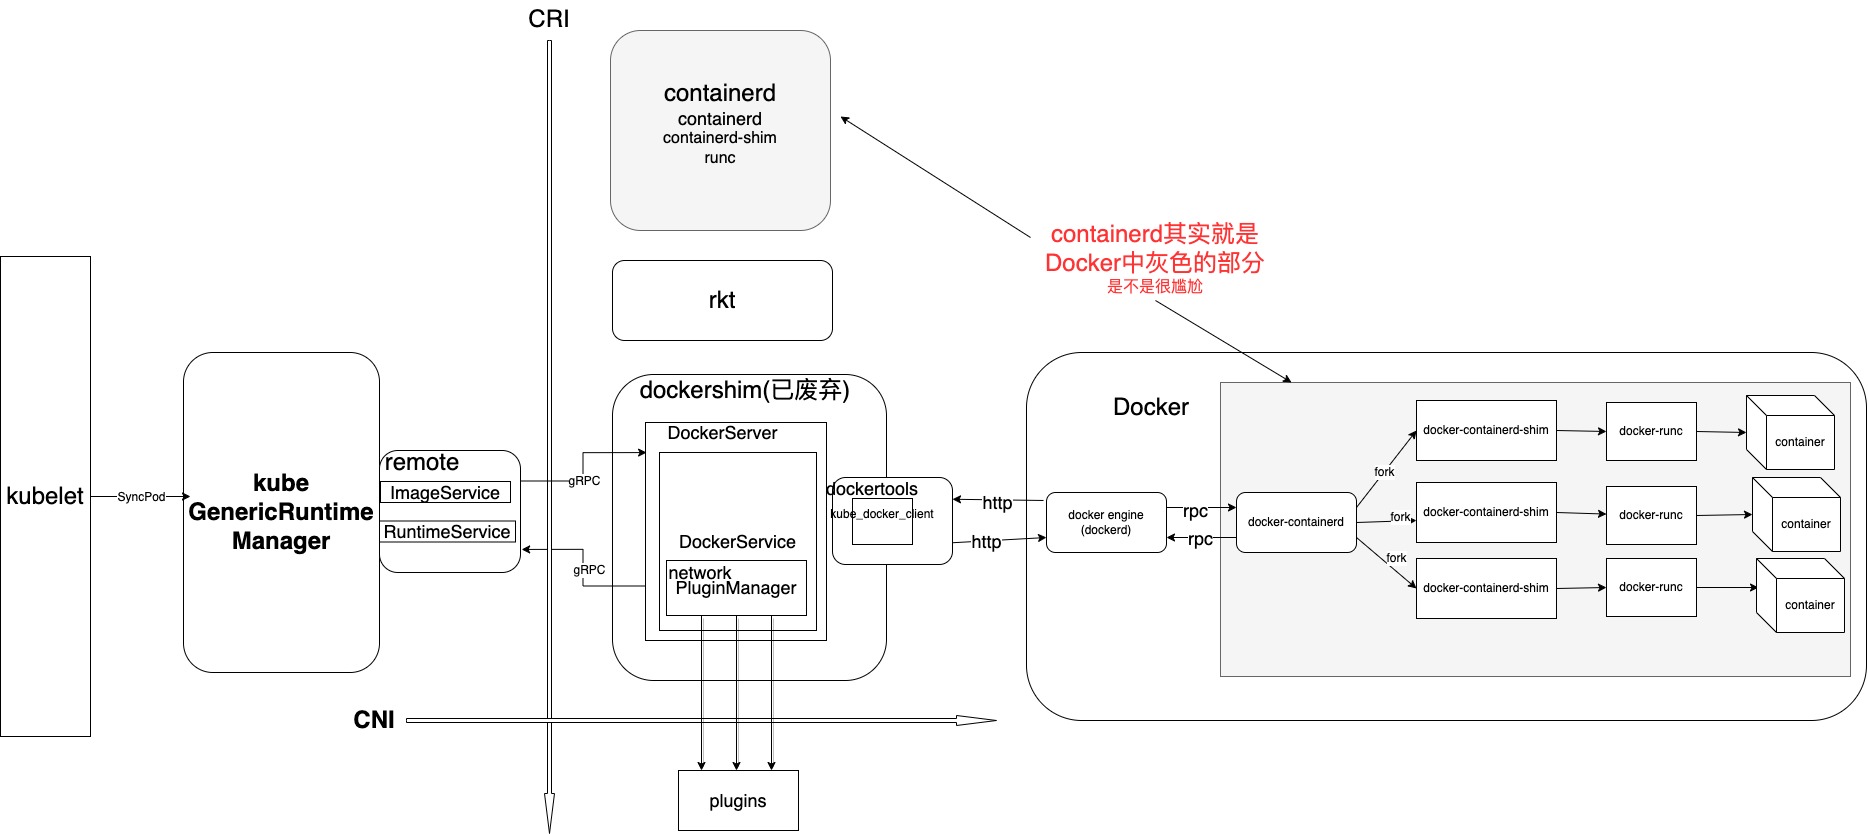 CRI
containerd
containerd
containerd-shim
runc
containerd其实就是
Docker中灰色的部分
是不是很尴尬
rkt
kubelet
SyncPod
kube
GenericRuntime
Manager
remote
ImageService
RuntimeService
gRPC
gRPC
dockershim(已废弃)
DockerServer
DockerService
network
PluginManager
dockertools
kube_docker_client
http
http
Docker
docker engine
(dockerd)
rpc
rpc
docker-containerd
fork
fork
fork
docker-containerd-shim
docker-runc
container
docker-containerd-shim
docker-runc
container
docker-containerd-shim
docker-runc
container
CNI
plugins